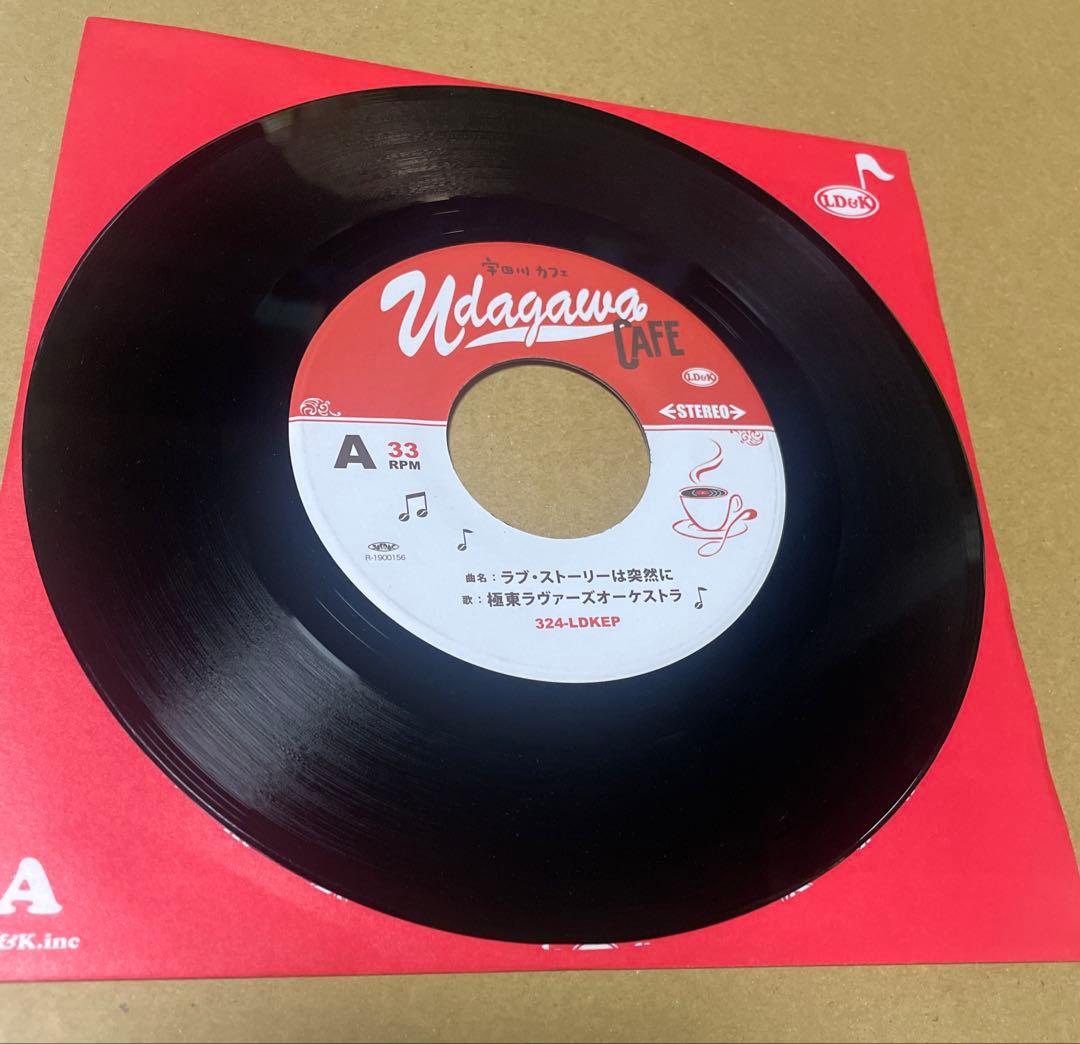 LD&K
宇田川 カフェ
Udagawa
CAFE
LD&K
STEREO
A 33
RPM
R-1900156
曲名：ラブ・ストーリーは突然に
歌：極東ラヴァーズオーケストラ
324-LDKEP
A
&K.inc